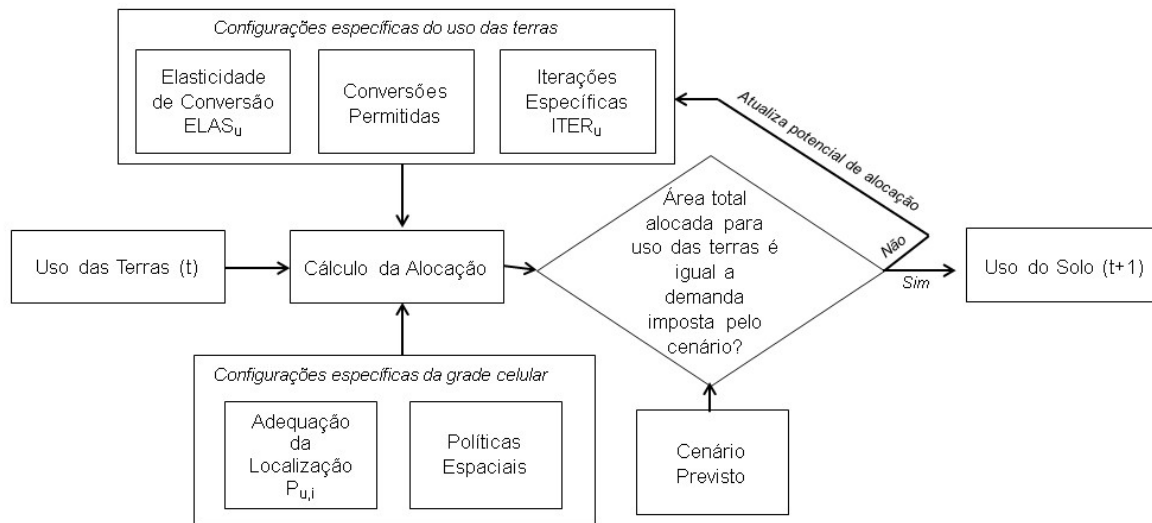 Configurações específicas do uso das terras
Elasticidade
de Conversão
ELASu
Conversões
Permitidas
Iterações
Específicas
ITERu
Atualiza potencial de alocação
Uso das Terras (t)
Cálculo da Alocação
Área total
alocada para
uso das terras é
igual a
demanda
imposta pelo
cenário?
Não
Sim
Uso do Solo (t+1)
Configurações específicas da grade celular
Adequação
da
Localização
Pu,i
Políticas
Espaciais
Cenário
Previsto